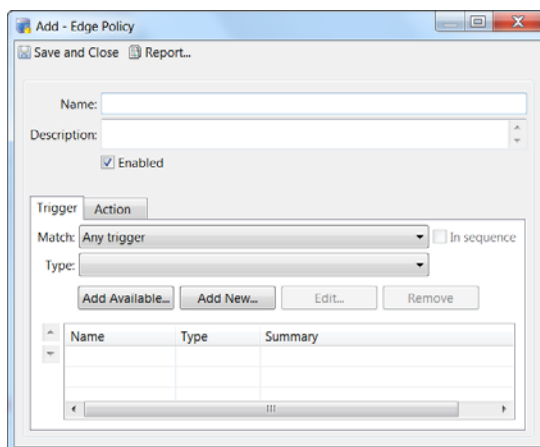 Add - Edge Policy
Save and Close Report...
Name:
Description:
Enabled
Trigger Action
Match: Any trigger In sequence
Type:
Add Available... Add New... Edit... Remove
Name Type Summary